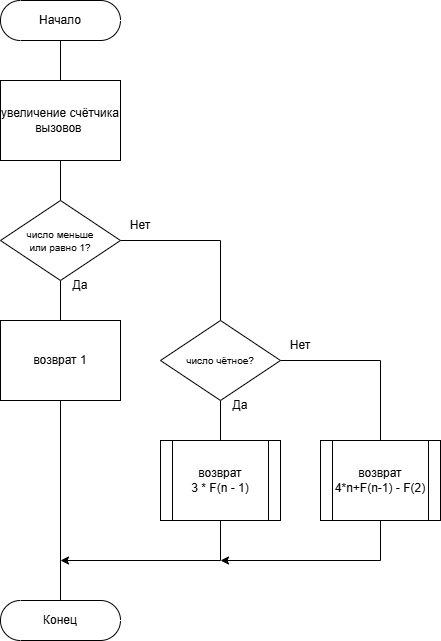 Начало
увеличение счётчика
вызовов
число меньше
или равно 1?
Нет
Да
возврат 1
число чётное?
Нет
Да
возврат
3 * F(n - 1)
возврат
4*n+F(n-1) - F(2)
Конец